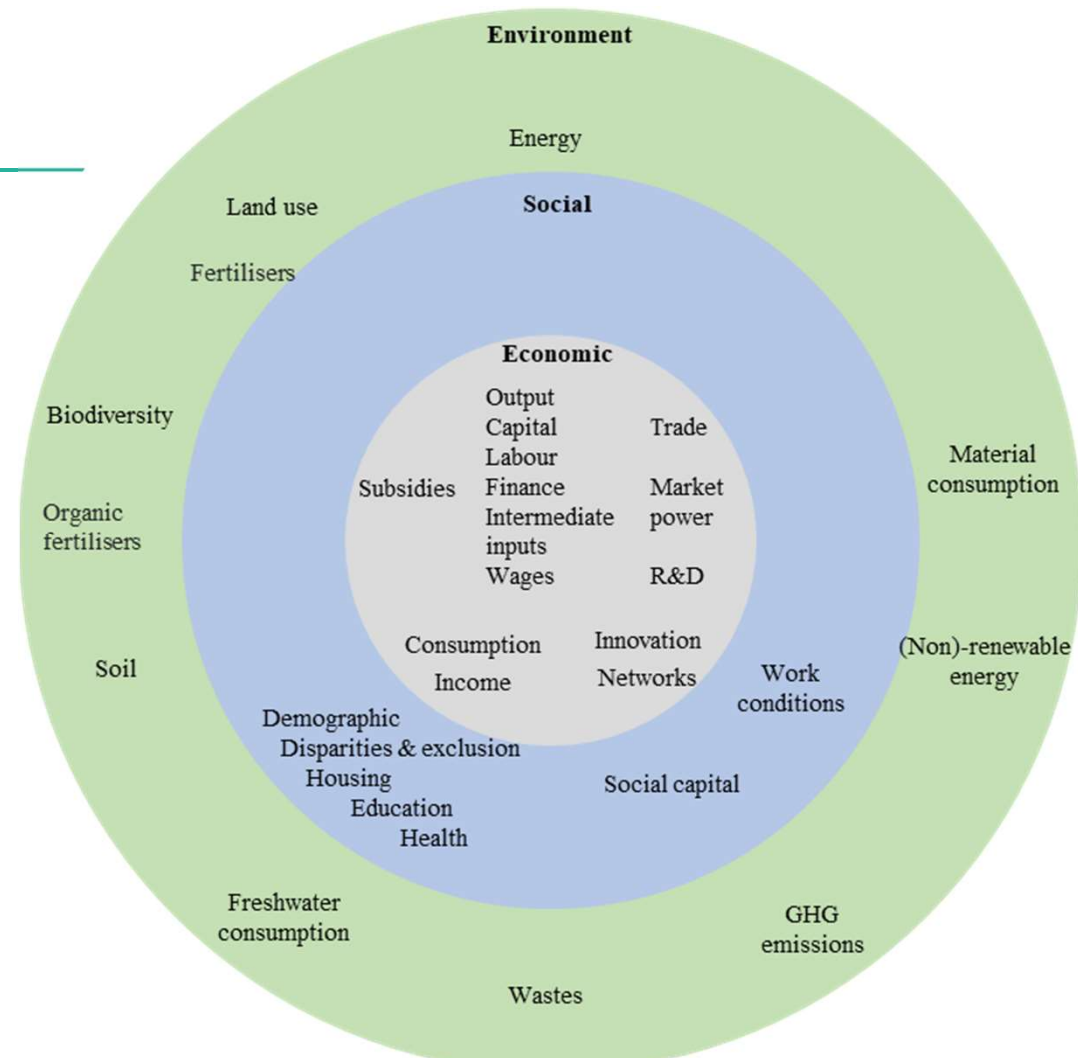 Environment
Energy
Land use
Social
Fertilisers
Economic
Output
Capital
Trade
Labour
Biodiversity
Material
consumption
Subsidies
Finance
Market
power
Intermediate
inputs
Organic
fertilisers
Wages
R&D
Consumption
Innovation
Income
Networks
Soil
Work
conditions
(Non)-renewable
energy
Demographic
Disparities & exclusion
Housing
Education
Health
Social capital
Freshwater
consumption
GHG
emissions
Wastes